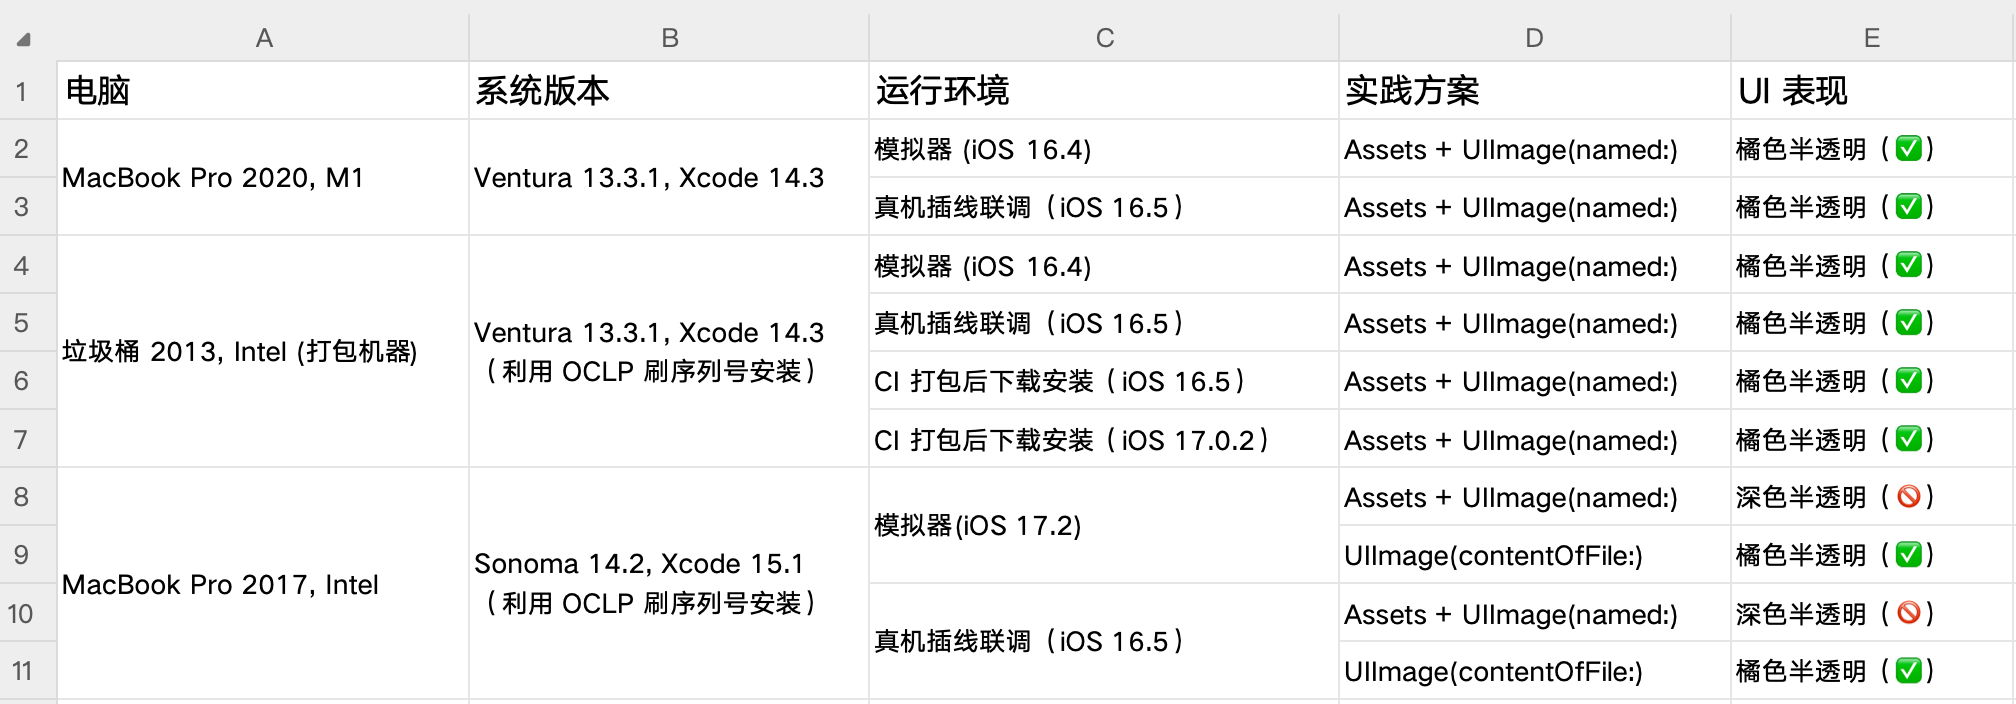 A B C D E
1 电脑 系统版本 运行环境 实践方案 UI 表现
2 模拟器 (iOS 16.4) Assets + UIImage(named:) 橘色半透明（✅）
MacBook Pro 2020, M1 Ventura 13.3.1, Xcode 14.3
3 真机插线联调（iOS 16.5） Assets + UIImage(named:) 橘色半透明（✅）
4 模拟器 (iOS 16.4) Assets + UIImage(named:) 橘色半透明（✅）
5 Ventura 13.3.1, Xcode 14.3 真机插线联调（iOS 16.5） Assets + UIImage(named:) 橘色半透明（✅）
垃圾桶 2013, Intel (打包机器)
6 （利用 OCLP 刷序列号安装） CI 打包后下载安装（iOS 16.5） Assets + UIImage(named:) 橘色半透明（✅）
7 CI 打包后下载安装（iOS 17.0.2） Assets + UIImage(named:) 橘色半透明（✅）
8 Assets + UIImage(named:) 深色半透明（🚫）
模拟器(iOS 17.2)
9 Sonoma 14.2, Xcode 15.1 UIImage(contentOfFile:) 橘色半透明（✅）
MacBook Pro 2017, Intel
10 （利用 OCLP 刷序列号安装） Assets + UIImage(named:) 深色半透明（🚫）
真机插线联调（iOS 16.5）
11 UIImage(contentOfFile:) 橘色半透明（✅）